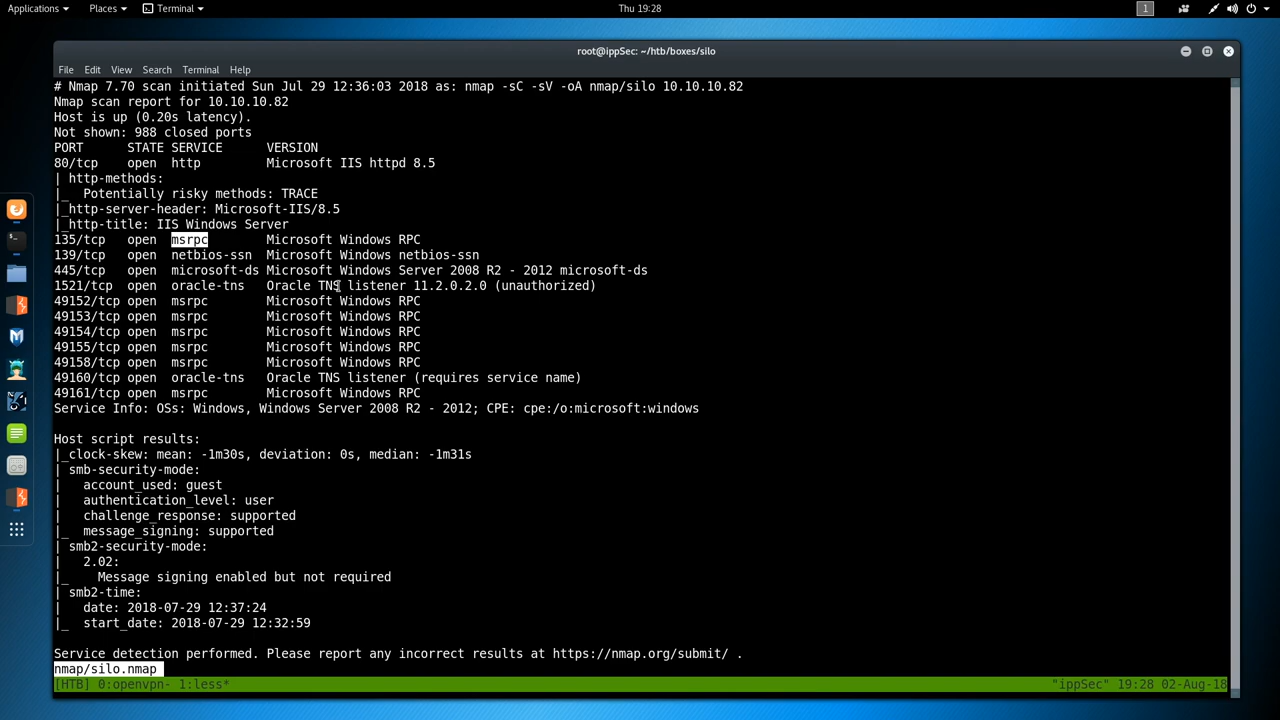 Applications Places Terminal Thu 19:28 1
root@ippSec: ~/htb/boxes/silo
File Edit View Search Terminal Help
# Nmap 7.70 scan initiated Sun Jul 29 12:36:03 2018 as: nmap -sC -sV -oA nmap/silo 10.10.10.82
Nmap scan report for 10.10.10.82
Host is up (0.20s latency).
Not shown: 988 closed ports
PORT      STATE SERVICE      VERSION
80/tcp    open  http         Microsoft IIS httpd 8.5
| http-methods:
|_  Potentially risky methods: TRACE
|_http-server-header: Microsoft-IIS/8.5
|_http-title: IIS Windows Server
135/tcp   open  msrpc        Microsoft Windows RPC
139/tcp   open  netbios-ssn  Microsoft Windows netbios-ssn
445/tcp   open  microsoft-ds Microsoft Windows Server 2008 R2 - 2012 microsoft-ds
1521/tcp  open  oracle-tns   Oracle TNS listener 11.2.0.2.0 (unauthorized)
49152/tcp open  msrpc        Microsoft Windows RPC
49153/tcp open  msrpc        Microsoft Windows RPC
49154/tcp open  msrpc        Microsoft Windows RPC
49155/tcp open  msrpc        Microsoft Windows RPC
49158/tcp open  msrpc        Microsoft Windows RPC
49160/tcp open  oracle-tns   Oracle TNS listener (requires service name)
49161/tcp open  msrpc        Microsoft Windows RPC
Service Info: OSs: Windows, Windows Server 2008 R2 - 2012; CPE: cpe:/o:microsoft:windows
Host script results:
|_clock-skew: mean: -1m30s, deviation: 0s, median: -1m31s
| smb-security-mode:
|   account_used: guest
|   authentication_level: user
|   challenge_response: supported
|_  message_signing: supported
| smb2-security-mode:
|   2.02:
|_    Message signing enabled but not required
| smb2-time:
|   date: 2018-07-29 12:37:24
|_  start_date: 2018-07-29 12:32:59
Service detection performed. Please report any incorrect results at https://nmap.org/submit/ .
nmap/silo.nmap
[HTB] 0:openvpn- 1:less* "ippSec" 19:28 02-Aug-18